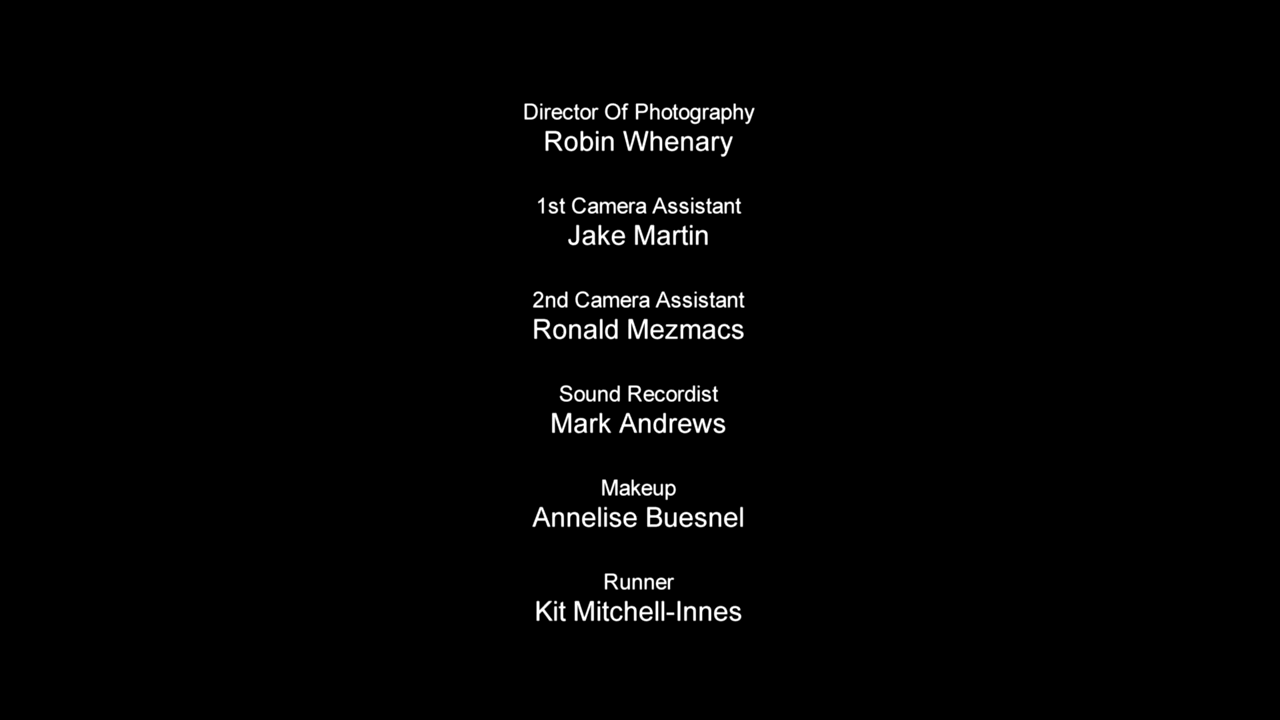 Director Of Photography
Robin Whenary
1st Camera Assistant
Jake Martin
2nd Camera Assistant
Ronald Mezmacs
Sound Recordist
Mark Andrews
Makeup
Annelise Buesnel
Runner
Kit Mitchell-Innes